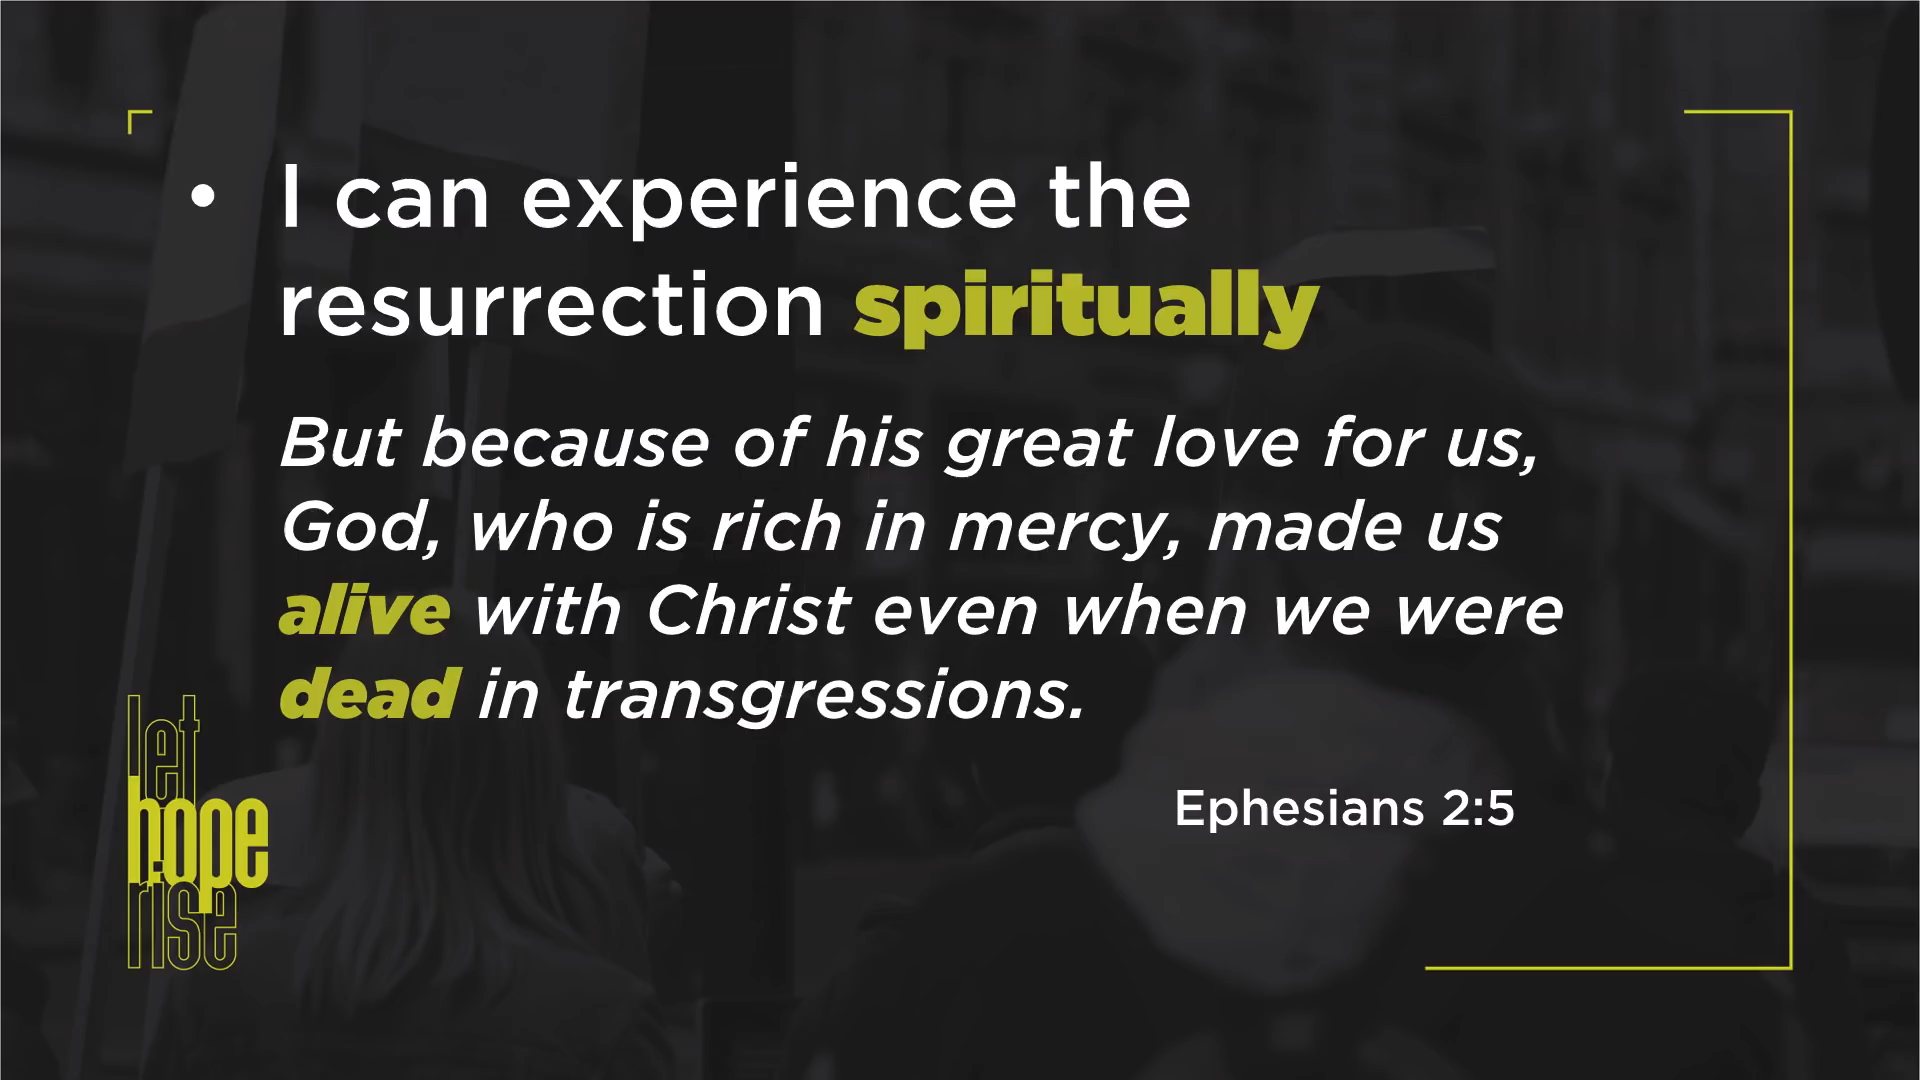 • I can experience the
resurrection spiritually
But because of his great love for us,
God, who is rich in mercy, made us
alive with Christ even when we were
dead in transgressions.
Ephesians 2:5
let
hope
rise